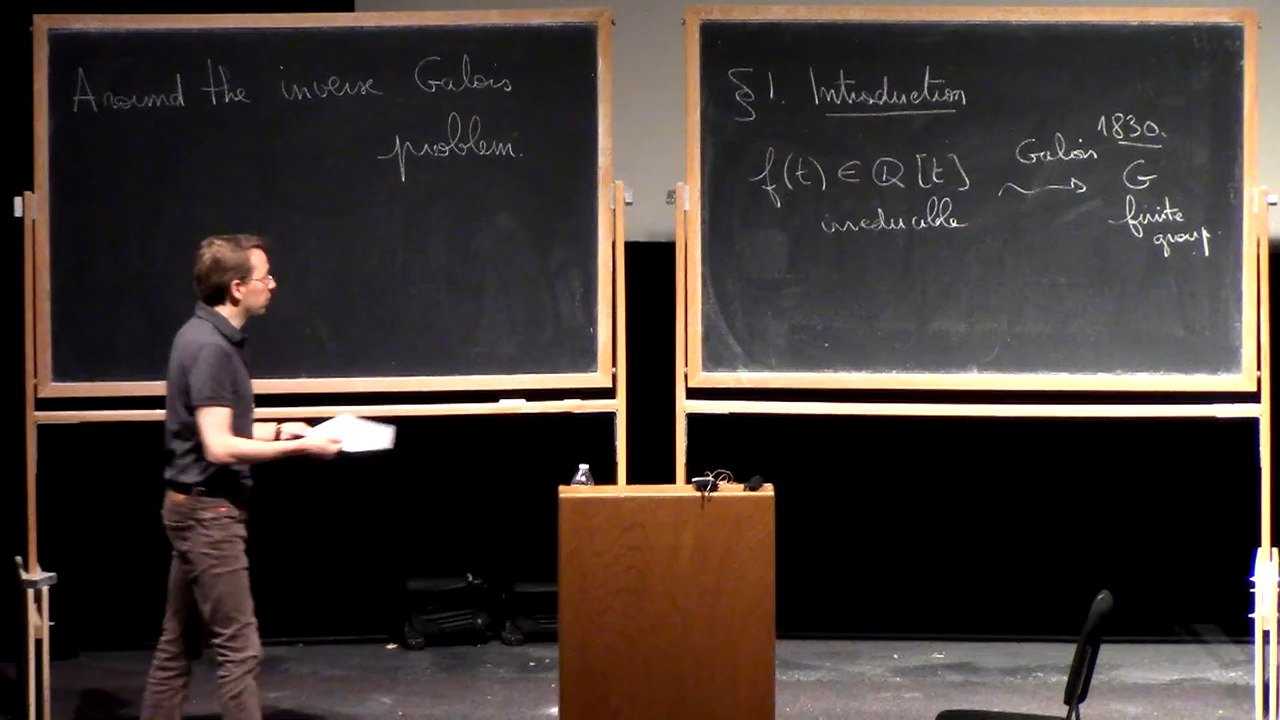 Around the inverse Galois
problem.
§1. Introduction
1830.
f(t) ∈ Q[t] Galois ⟿ G
irreducible finite
group.